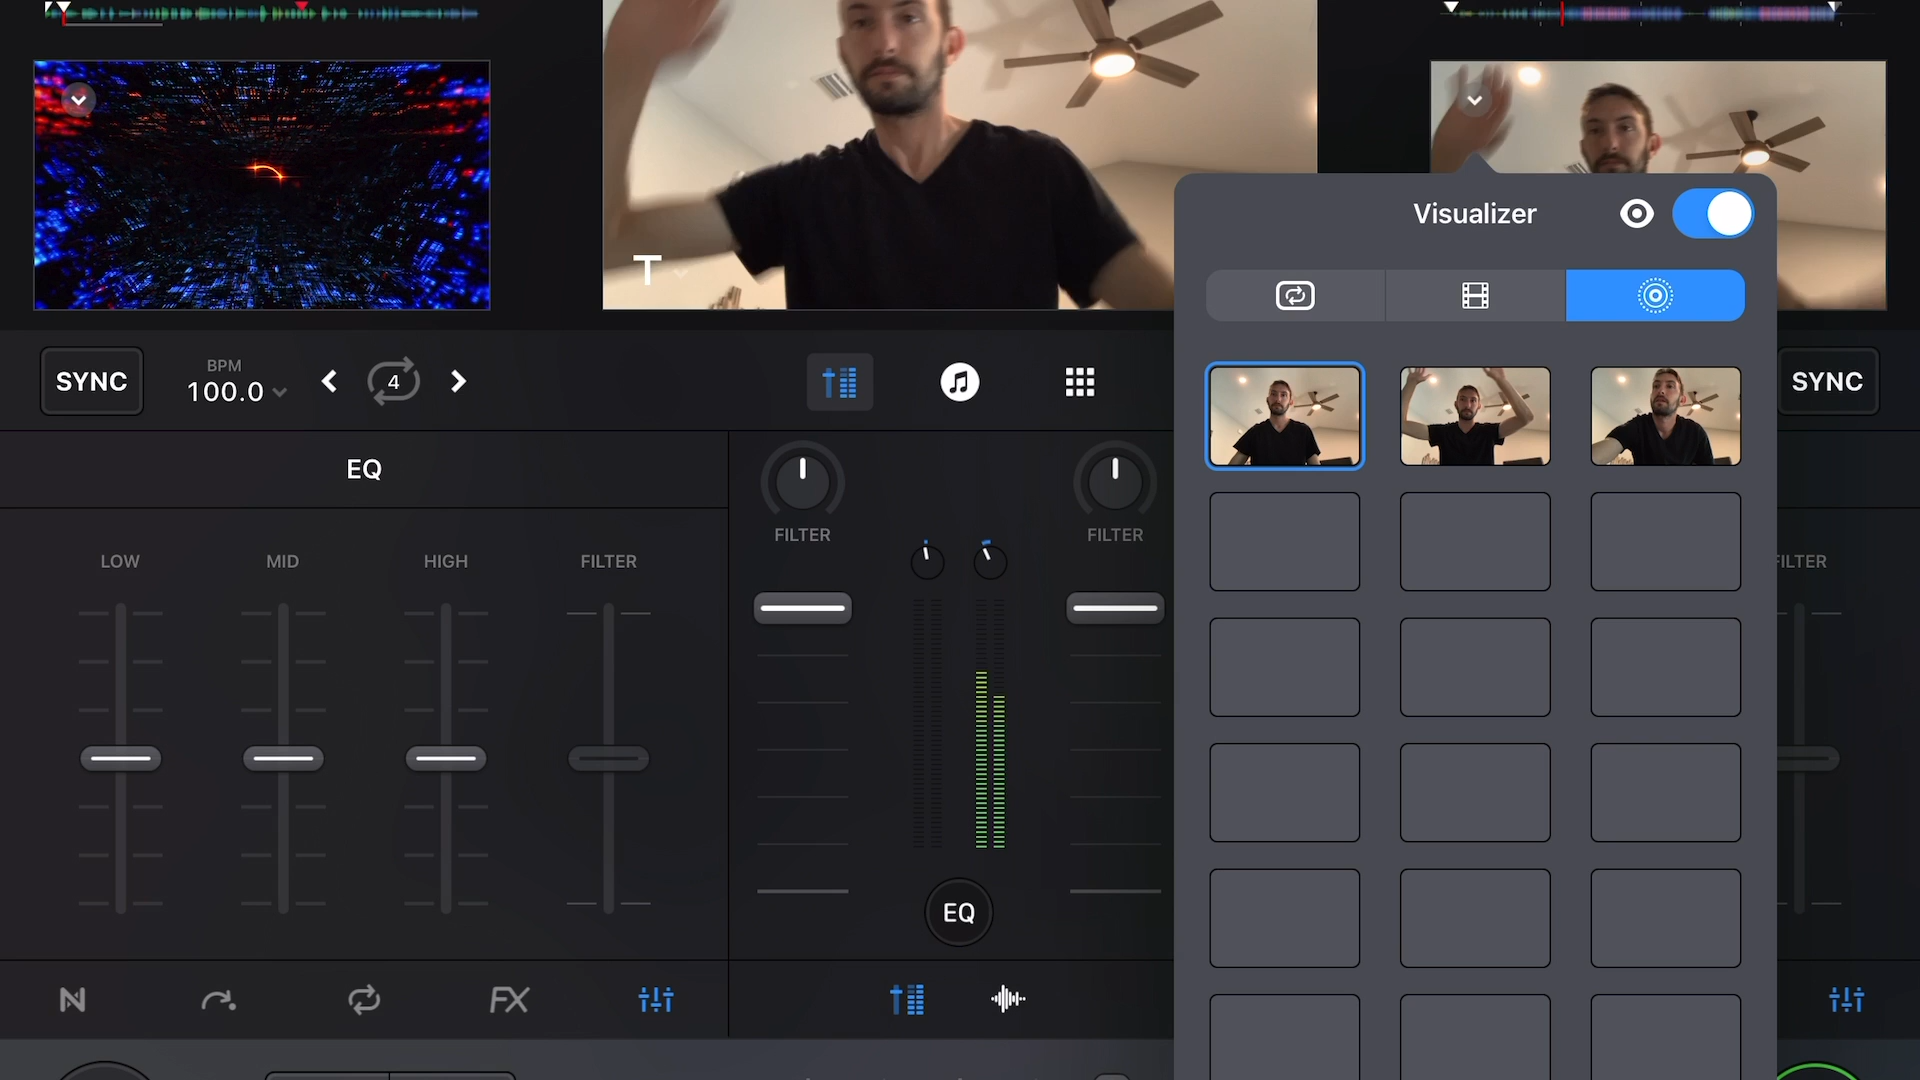 T
Visualizer
SYNC
BPM
100.0
4
SYNC
EQ
FILTER
FILTER
LOW
MID
HIGH
FILTER
FILTER
EQ
N
FX